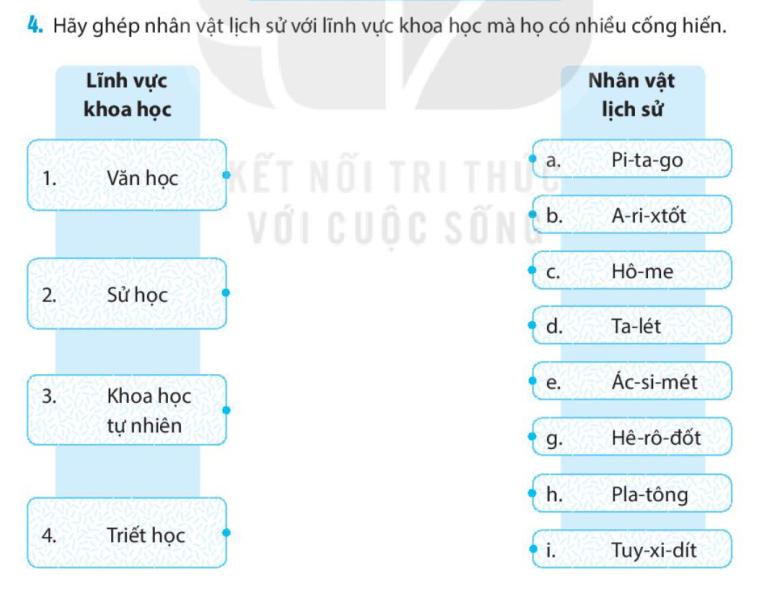 4. Hãy ghép nhân vật lịch sử với lĩnh vực khoa học mà họ có nhiều cống hiến.
Lĩnh vực
khoa học
1. Văn học
2. Sử học
3. Khoa học
tự nhiên
4. Triết học
Nhân vật
lịch sử
a. Pi-ta-go
b. A-ri-xtốt
c. Hô-me
d. Ta-lét
e. Ác-si-mét
g. Hê-rô-đốt
h. Pla-tông
i. Tuy-xi-dít
KẾT NỐI TRI THỨC
VỚI CUỘC SỐNG